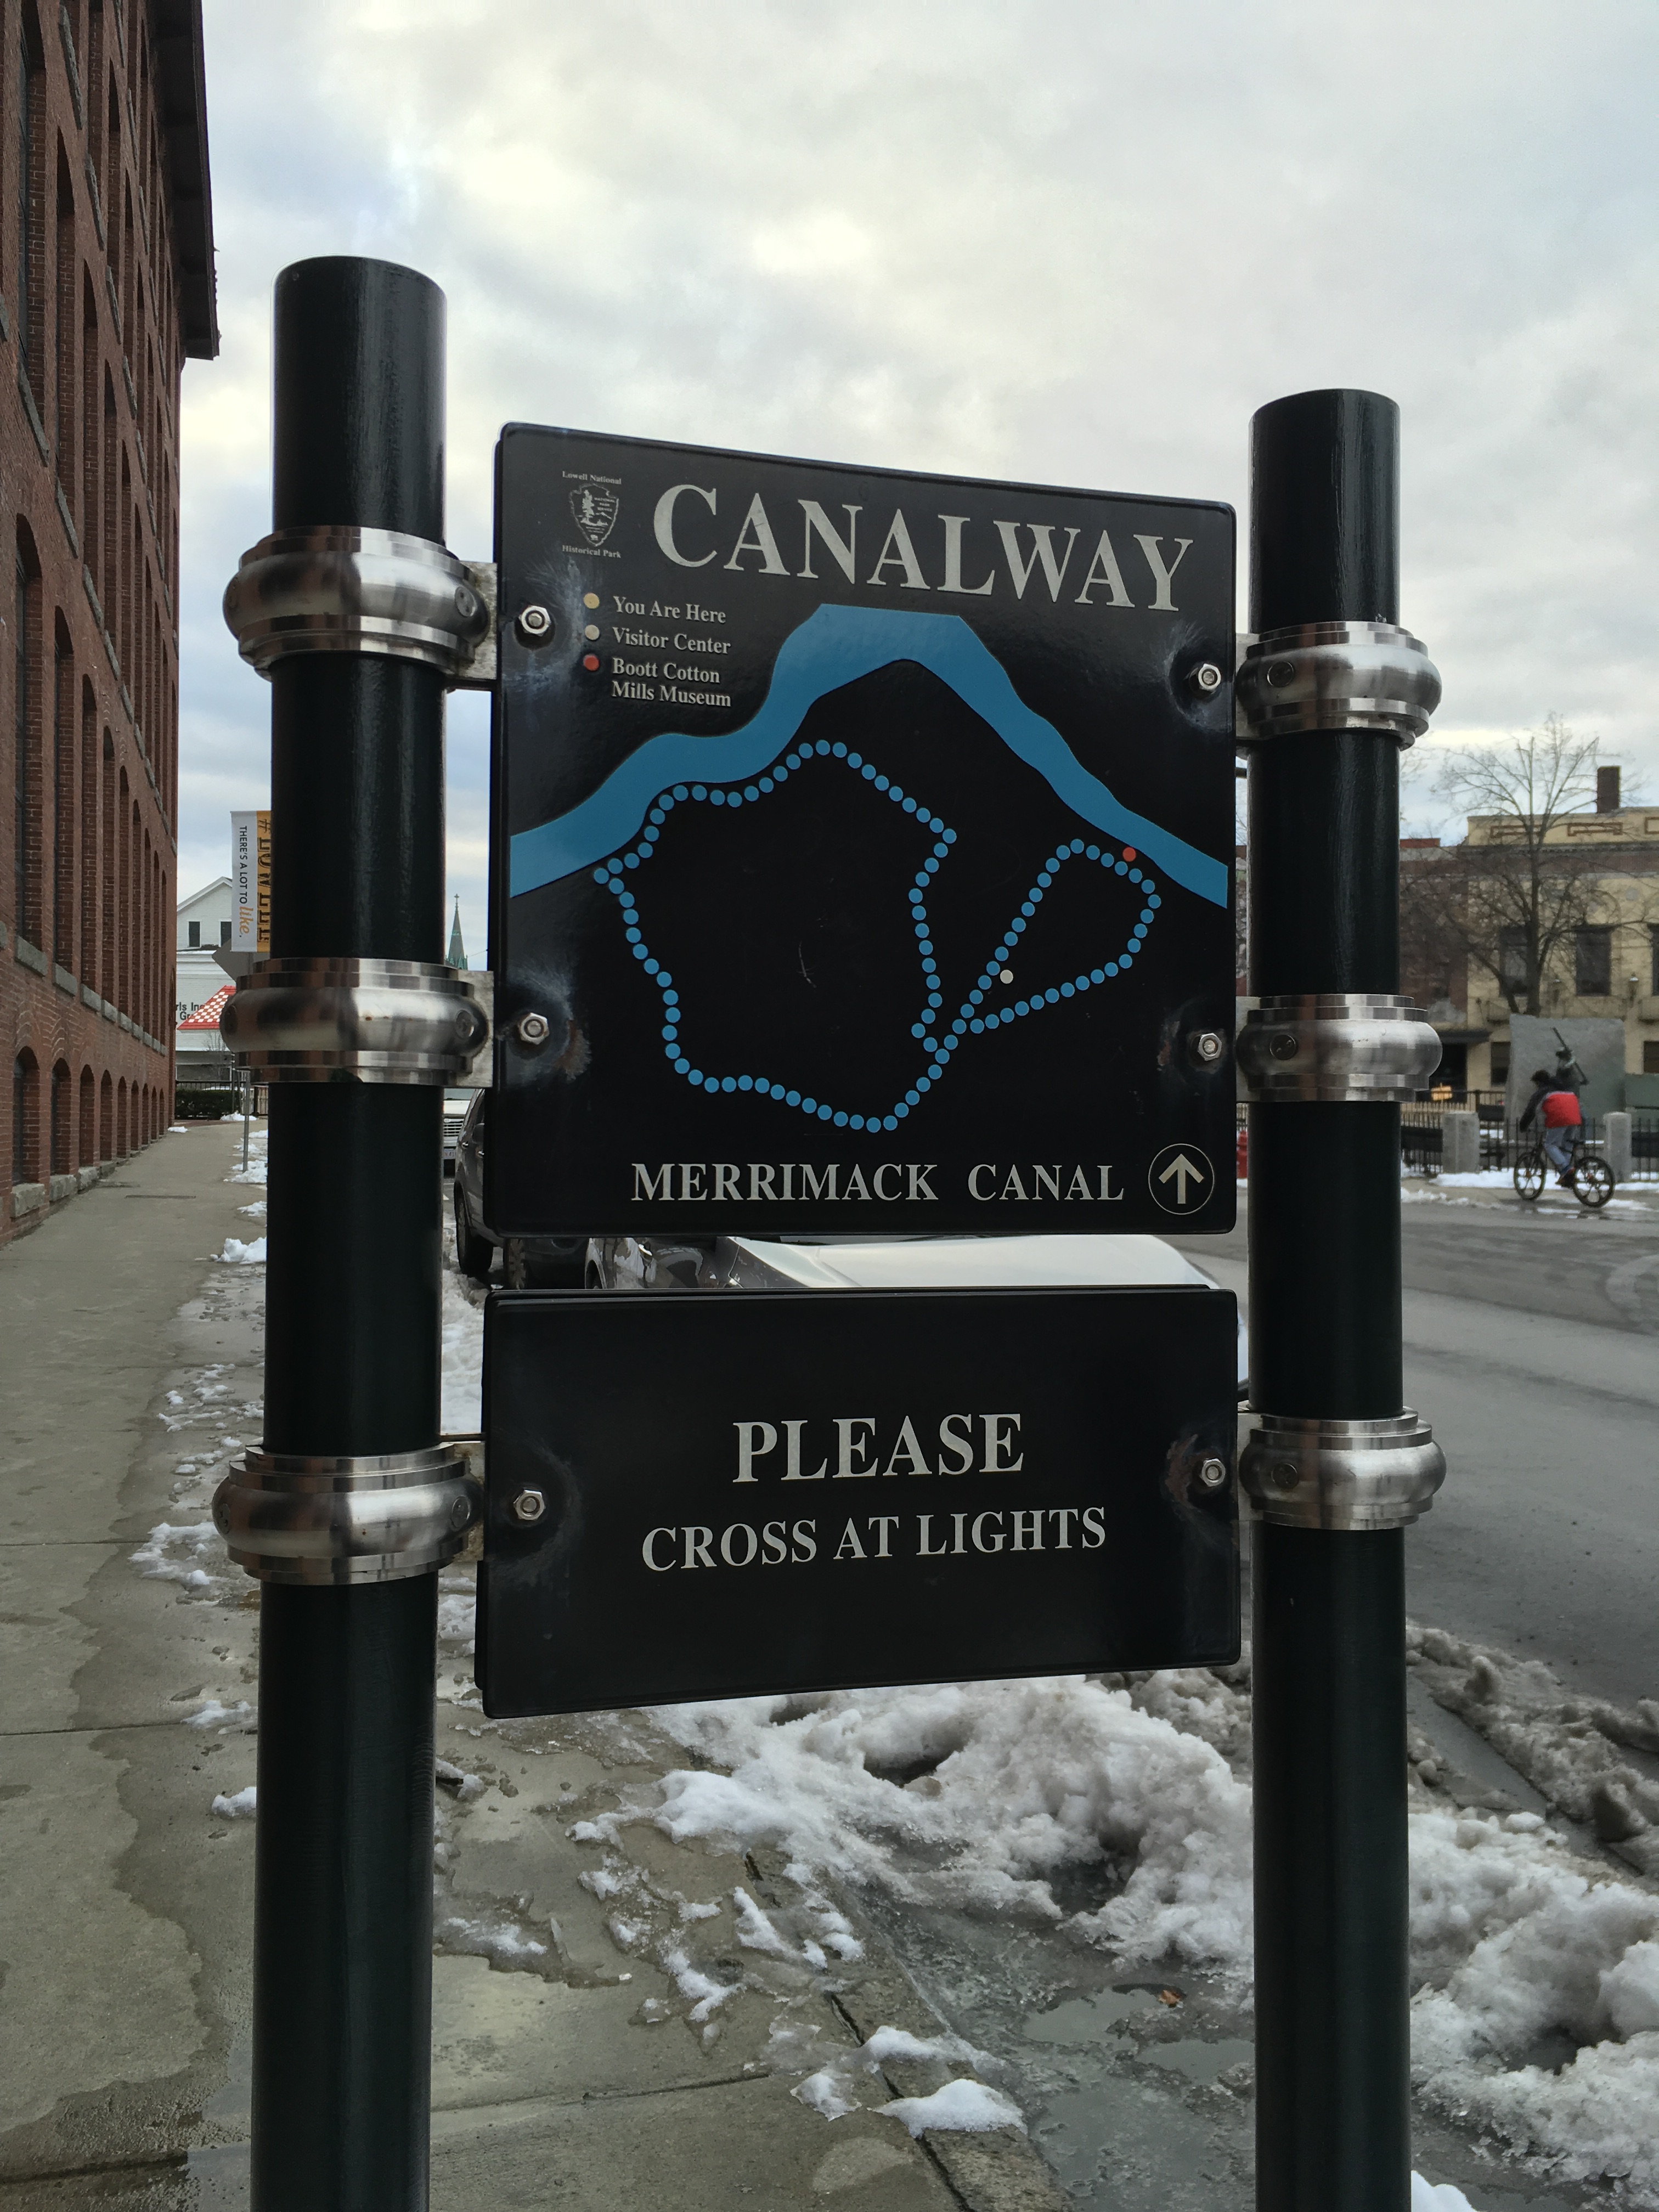 Lowell National
Historical Park
CANALWAY
You Are Here
Visitor Center
Boott Cotton
Mills Museum
MERRIMACK CANAL
PLEASE
CROSS AT LIGHTS
THERE'S A LOT TO like.